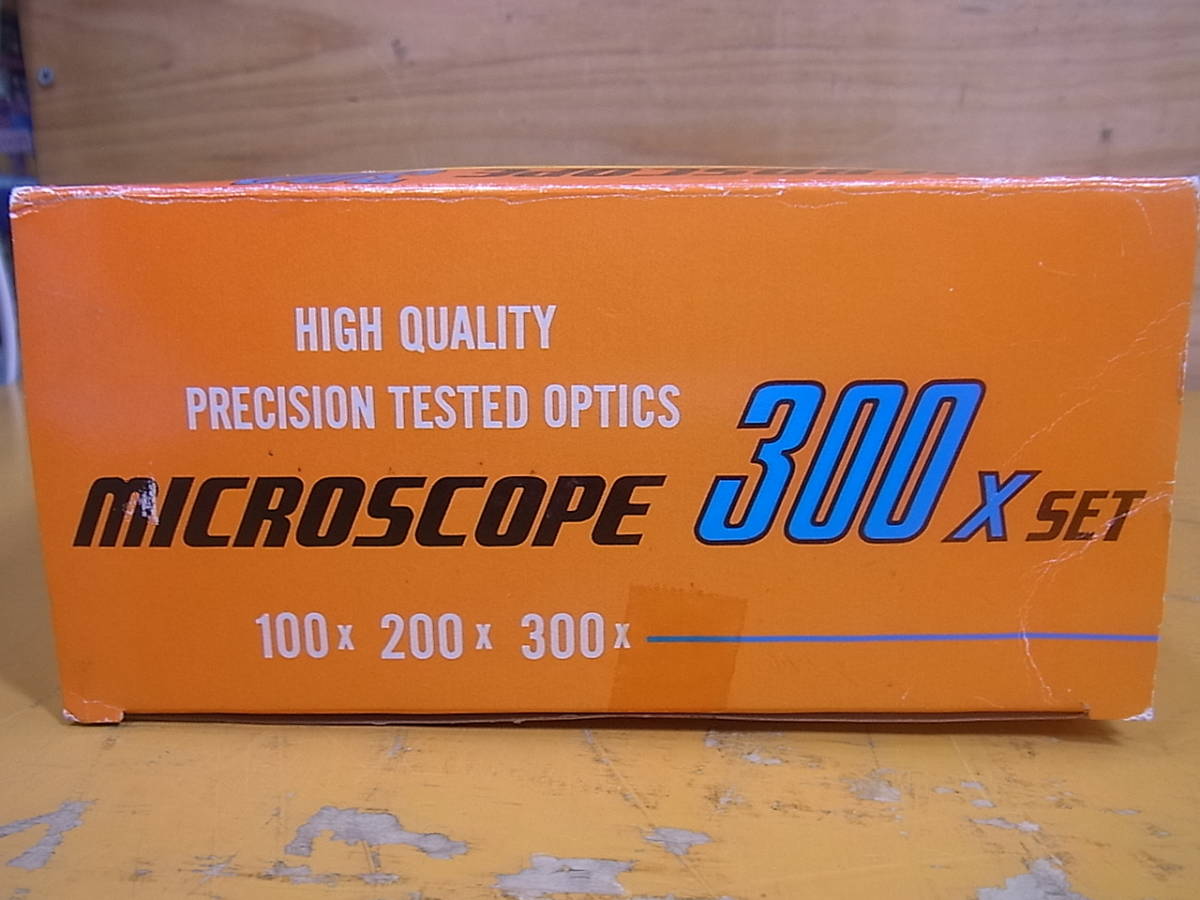 HIGH QUALITY
PRECISION TESTED OPTICS
MICROSCOPE 300x SET
100x 200x 300x